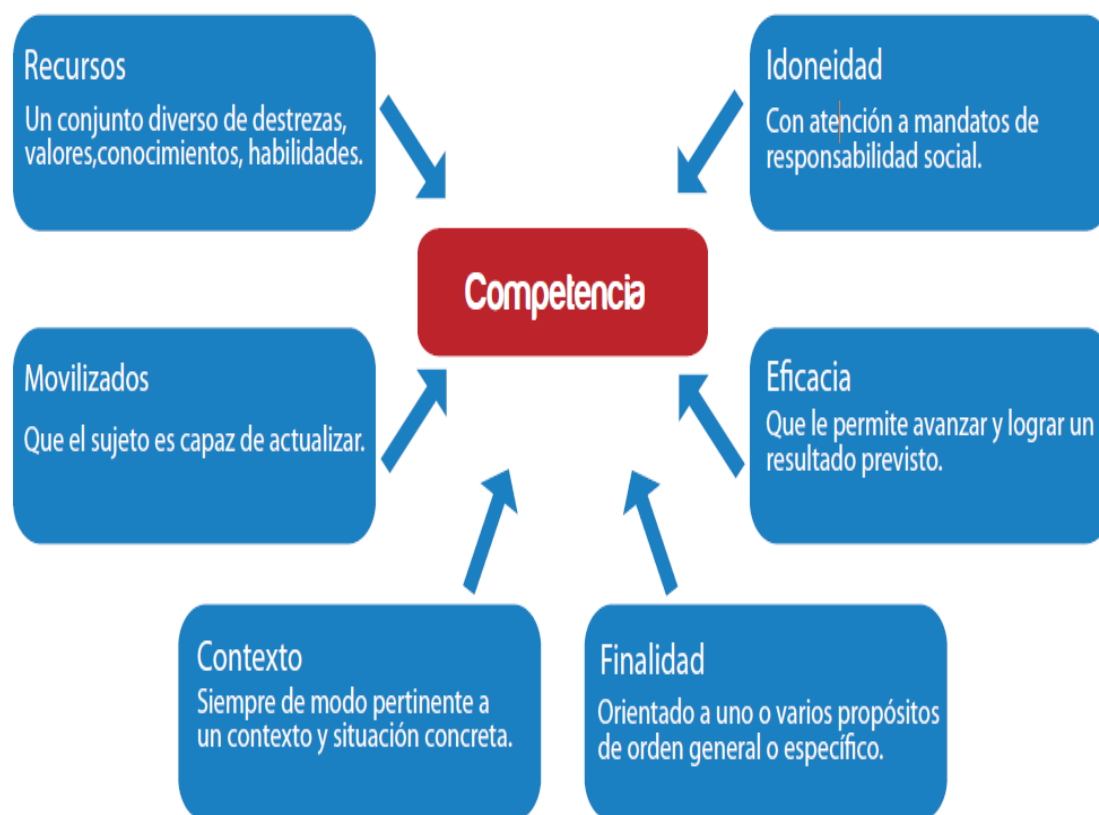 Recursos
Un conjunto diverso de destrezas,
valores,conocimientos, habilidades.
Idoneidad
Con atención a mandatos de
responsabilidad social.
Competencia
Movilizados
Que el sujeto es capaz de actualizar.
Eficacia
Que le permite avanzar y lograr un
resultado previsto.
Contexto
Siempre de modo pertinente a
un contexto y situación concreta.
Finalidad
Orientado a uno o varios propósitos
de orden general o específico.